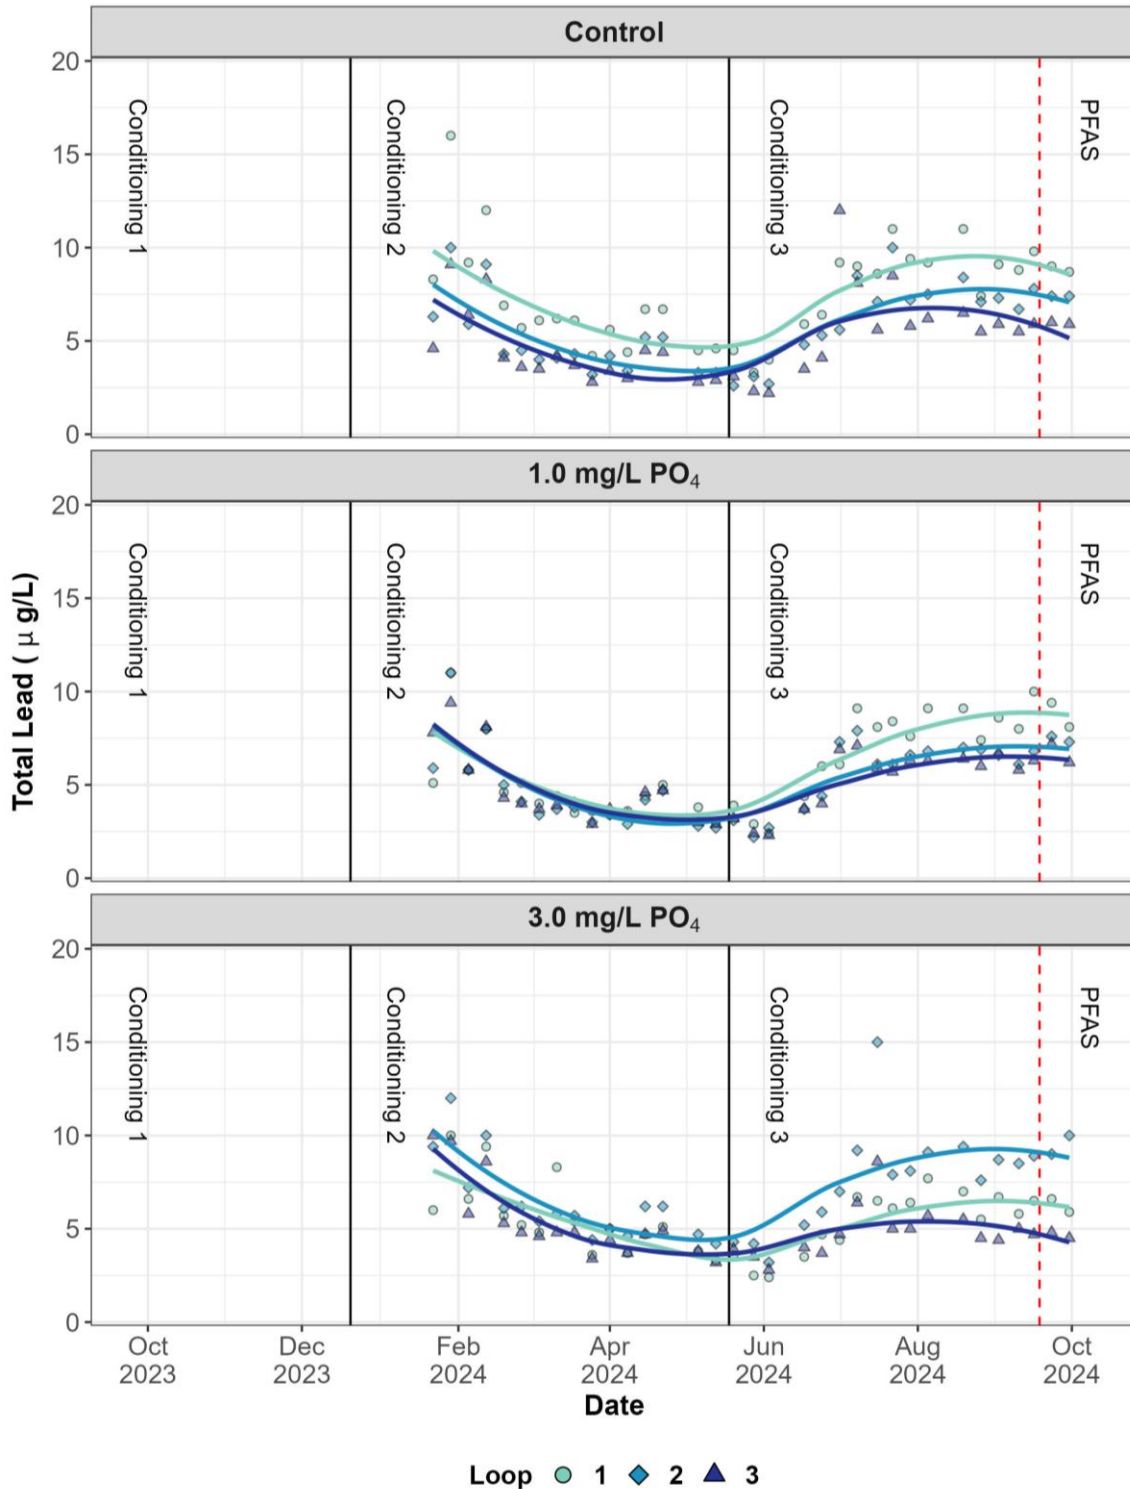 Control
20
15
10
5
0
Conditioning 1
Conditioning 2
Conditioning 3
PFAS
1.0 mg/L PO₄
20
15
10
5
0
Conditioning 1
Conditioning 2
Conditioning 3
PFAS
Total Lead ( μ g/L)
3.0 mg/L PO₄
20
15
10
5
0
Conditioning 1
Conditioning 2
Conditioning 3
PFAS
Oct Dec Feb Apr Jun Aug Oct
2023 2023 2024 2024 2024 2024 2024
Date
Loop 1 2 3